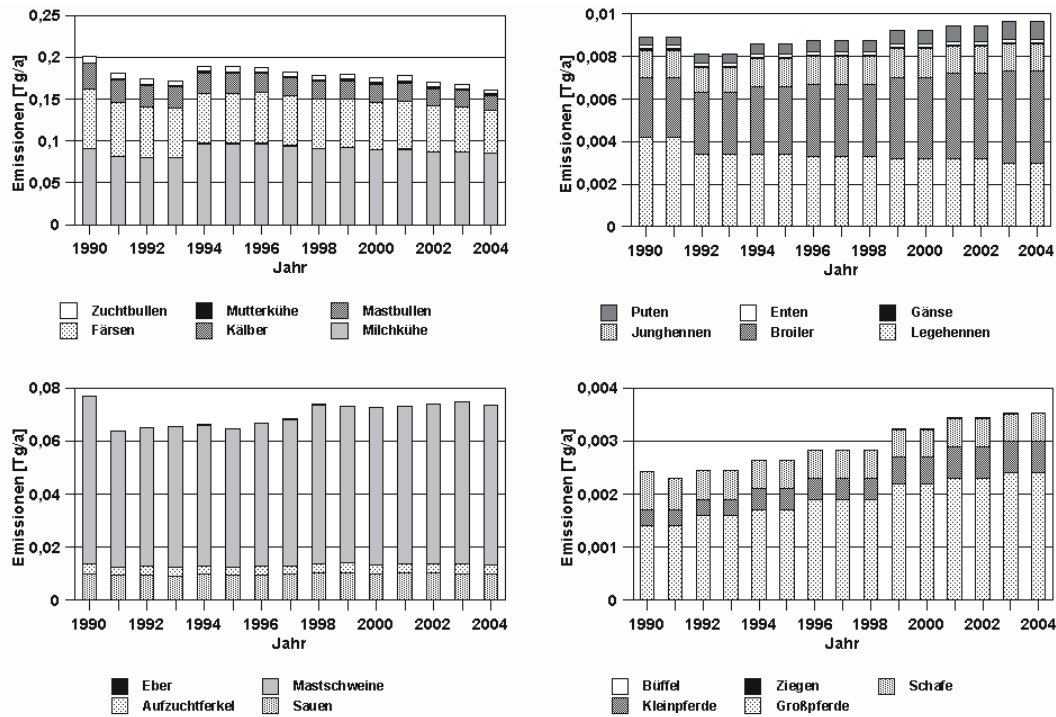 Emissionen [Tg/a]
0,25
0,2
0,15
0,1
0,05
0
1990 1992 1994 1996 1998 2000 2002 2004
Jahr
Zuchtbullen Mutterkühe Mastbullen
Färsen Kälber Milchkühe
Emissionen [Tg/a]
0,01
0,008
0,006
0,004
0,002
0
1990 1992 1994 1996 1998 2000 2002 2004
Jahr
Puten Enten Gänse
Junghennen Broiler Legehennen
Emissionen [Tg/a]
0,08
0,06
0,04
0,02
0
1990 1992 1994 1996 1998 2000 2002 2004
Jahr
Eber Mastschweine
Aufzuchtferkel Sauen
Emissionen [Tg/a]
0,004
0,003
0,002
0,001
0
1990 1992 1994 1996 1998 2000 2002 2004
Jahr
Büffel Ziegen Schafe
Kleinpferde Großpferde